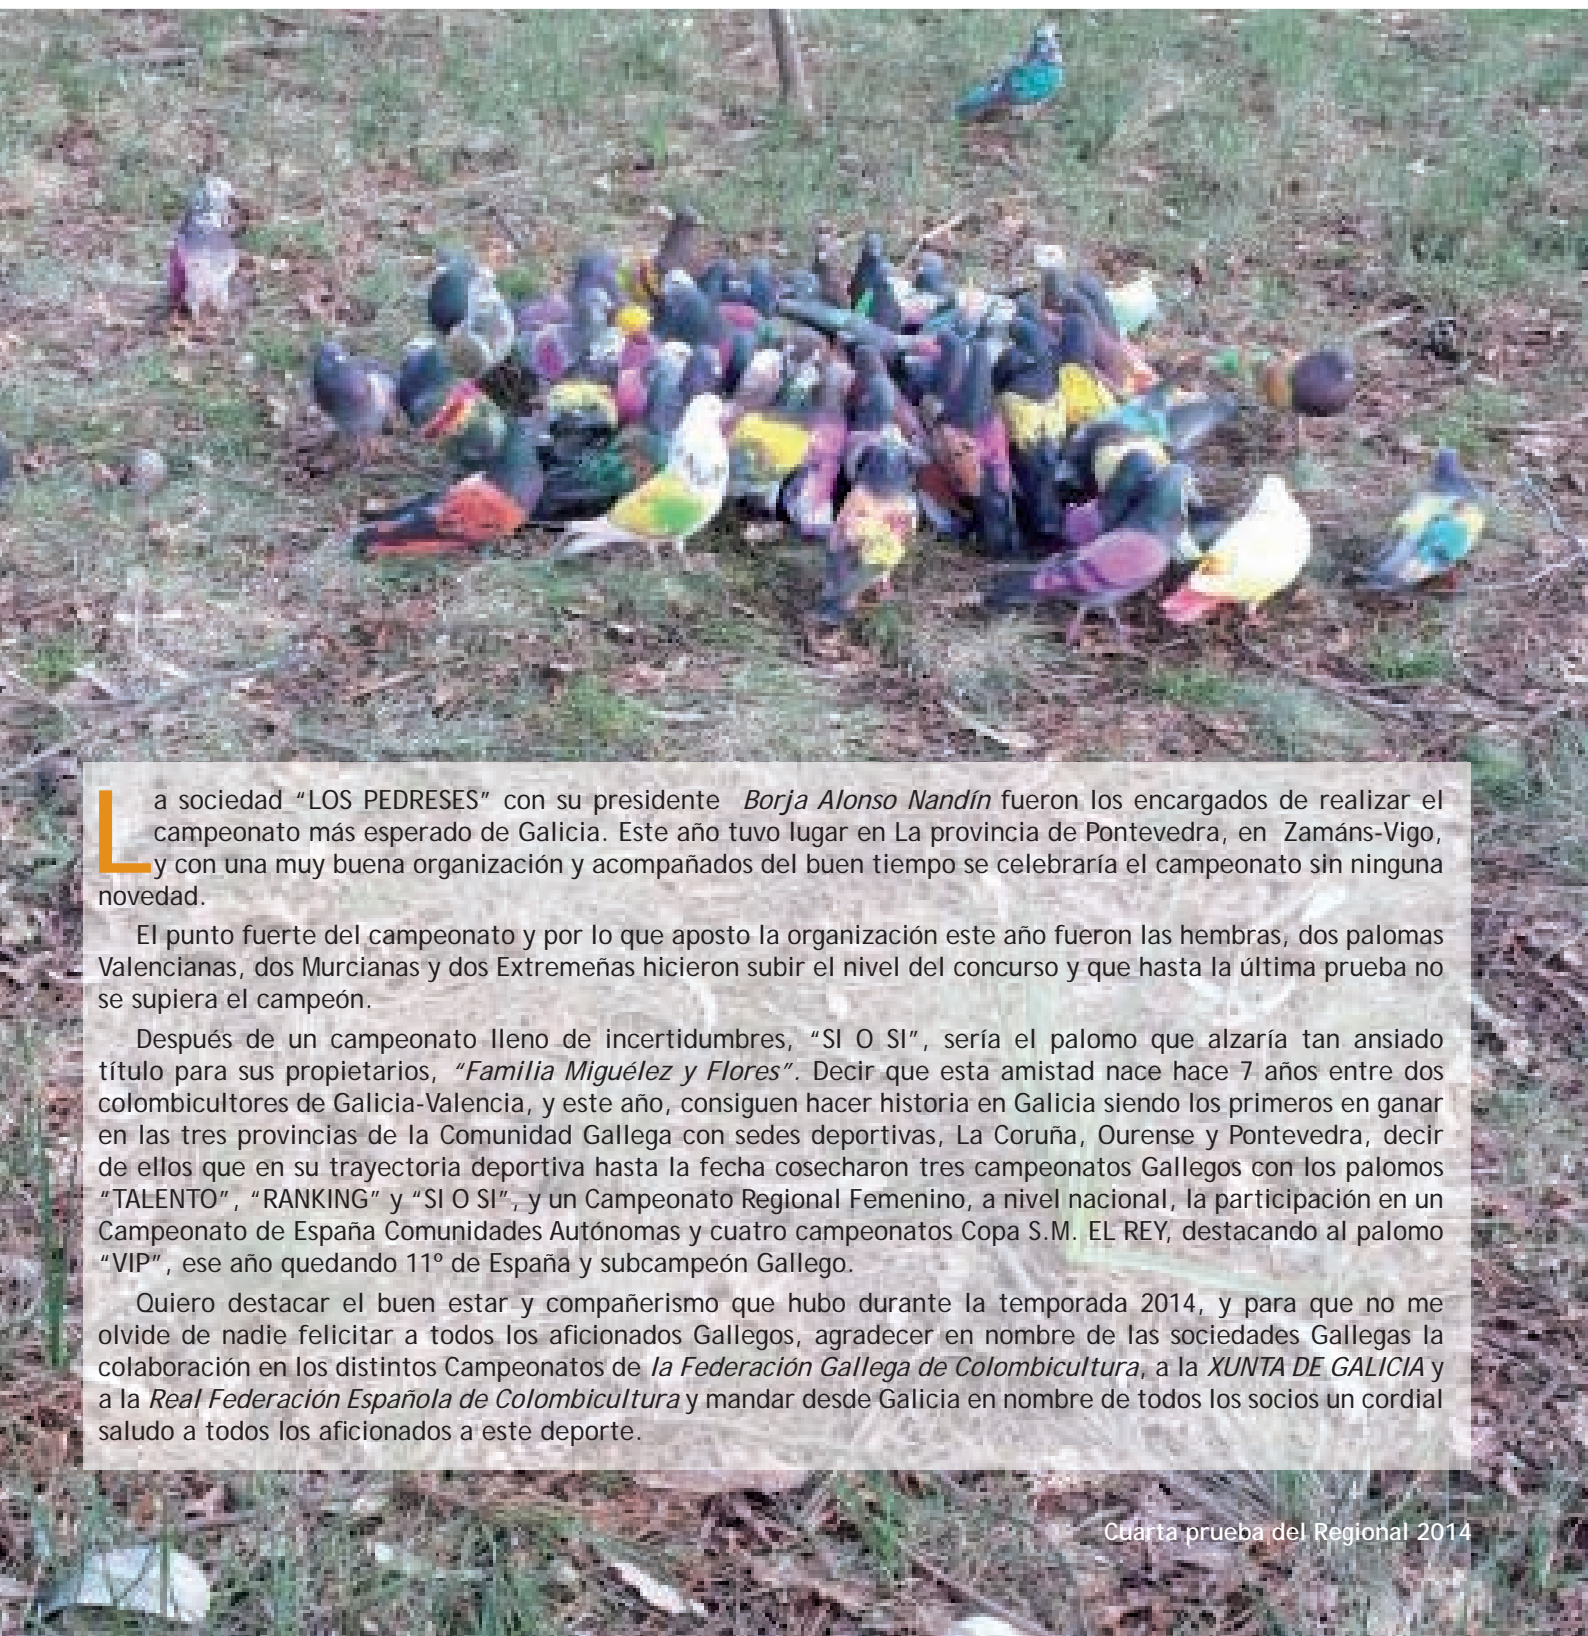 La sociedad “LOS PEDRESES” con su presidente Borja Alonso Nandín fueron los encargados de realizar el
campeonato más esperado de Galicia. Este año tuvo lugar en La provincia de Pontevedra, en Zamáns-Vigo,
y con una muy buena organización y acompañados del buen tiempo se celebraría el campeonato sin ninguna
novedad.
El punto fuerte del campeonato y por lo que aposto la organización este año fueron las hembras, dos palomas
Valencianas, dos Murcianas y dos Extremeñas hicieron subir el nivel del concurso y que hasta la última prueba no
se supiera el campeón.
Después de un campeonato lleno de incertidumbres, “SI O SI”, sería el palomo que alzaría tan ansiado
título para sus propietarios, “Familia Miguélez y Flores”. Decir que esta amistad nace hace 7 años entre dos
colombicultores de Galicia-Valencia, y este año, consiguen hacer historia en Galicia siendo los primeros en ganar
en las tres provincias de la Comunidad Gallega con sedes deportivas, La Coruña, Ourense y Pontevedra, decir
de ellos que en su trayectoria deportiva hasta la fecha cosecharon tres campeonatos Gallegos con los palomos
“TALENTO”, “RANKING” y “SI O SI”, y un Campeonato Regional Femenino, a nivel nacional, la participación en un
Campeonato de España Comunidades Autónomas y cuatro campeonatos Copa S.M. EL REY, destacando al palomo
“VIP”, ese año quedando 11º de España y subcampeón Gallego.
Quiero destacar el buen estar y compañerismo que hubo durante la temporada 2014, y para que no me
olvide de nadie felicitar a todos los aficionados Gallegos, agradecer en nombre de las sociedades Gallegas la
colaboración en los distintos Campeonatos de la Federación Gallega de Colombicultura, a la XUNTA DE GALICIA y
a la Real Federación Española de Colombicultura y mandar desde Galicia en nombre de todos los socios un cordial
saludo a todos los aficionados a este deporte.
Cuarta prueba del Regional 2014